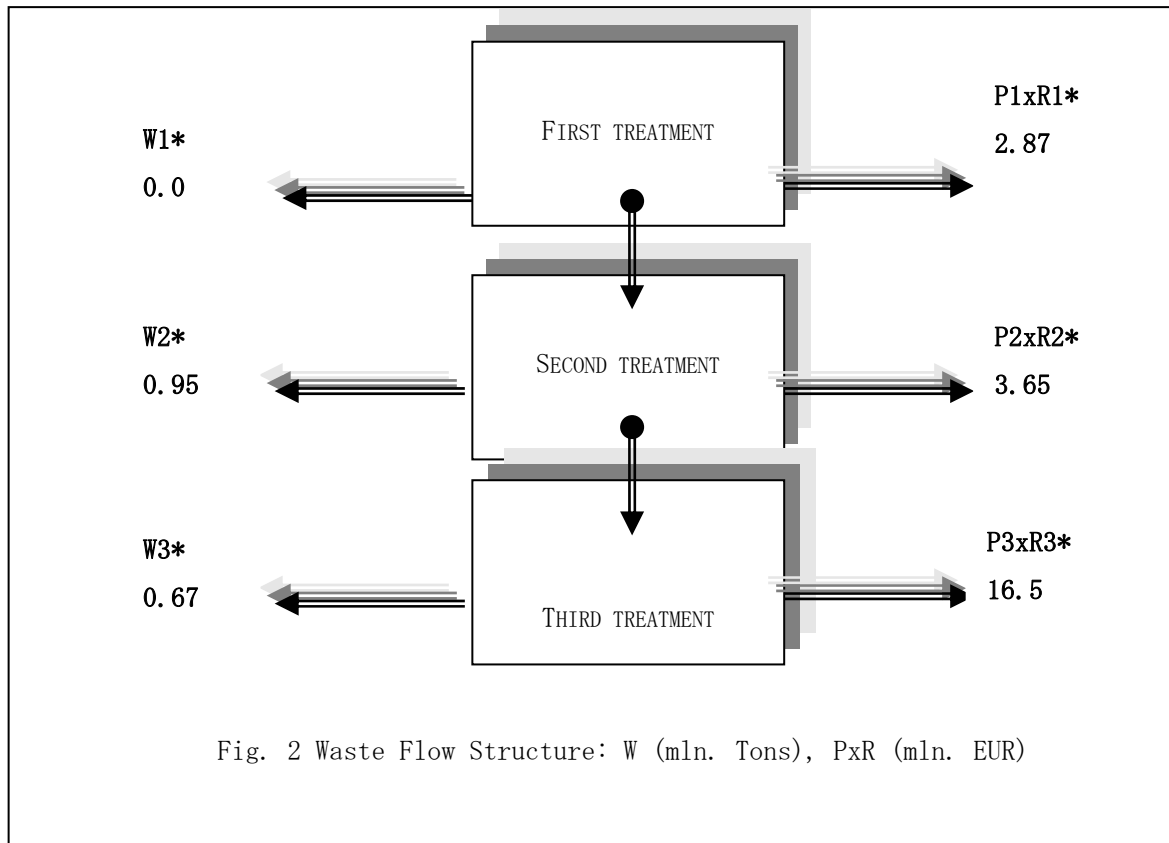 P1xR1*
FIRST TREATMENT
W1*
2.87
0.0
W2*
P2xR2*
SECOND TREATMENT
0.95
3.65
W3*
P3xR3*
0.67
16.5
THIRD TREATMENT
Fig. 2 Waste Flow Structure: W (mln. Tons), PxR (mln. EUR)